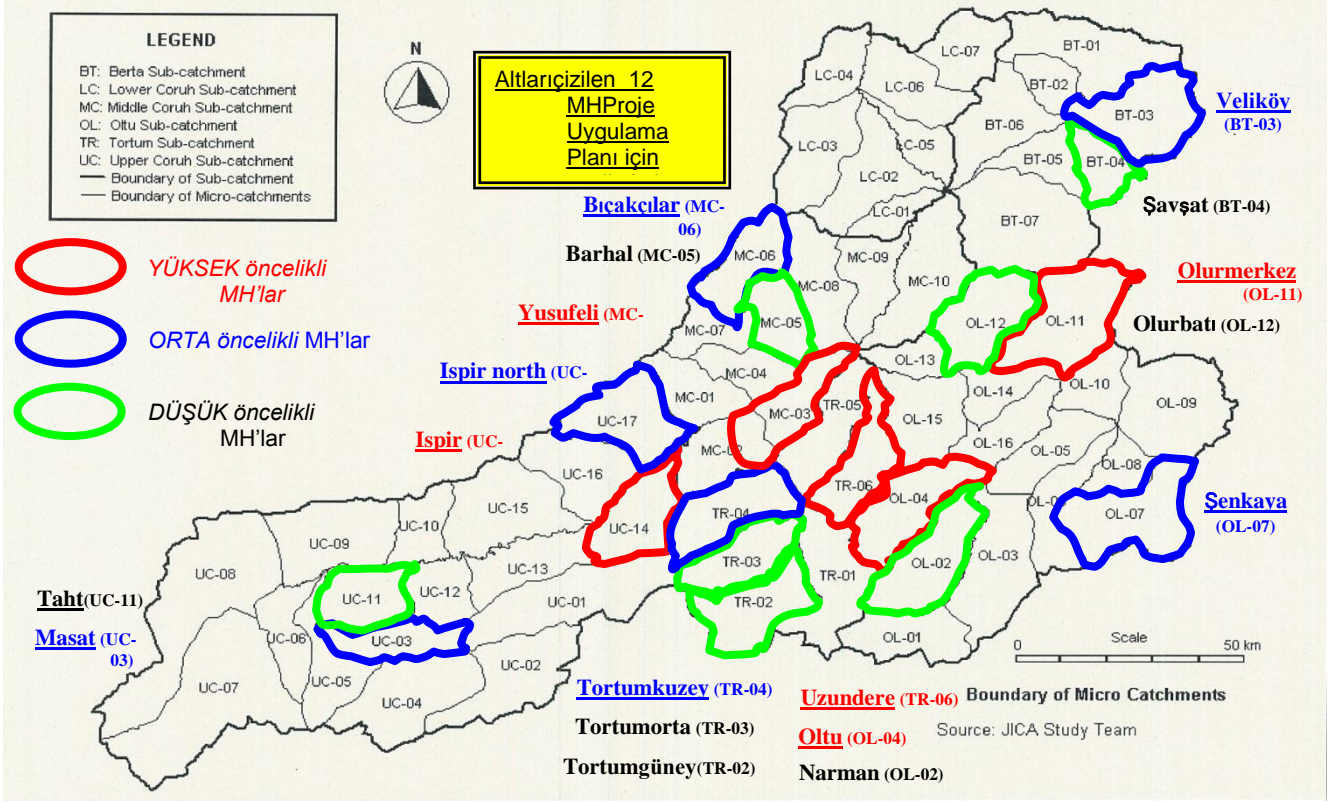 LEGEND
BT: Berta Sub-catchment
LC: Lower Coruh Sub-catchment
MC: Middle Coruh Sub-catchment
OL: Oltu Sub-catchment
TR: Tortum Sub-catchment
UC: Upper Coruh Sub-catchment
Boundary of Sub-catchment
Boundary of Micro-catchments
N
Altlarıçizilen 12
MHProje
Uygulama
Planı için
YÜKSEK öncelikli
MH'lar
ORTA öncelikli MH'lar
DÜŞÜK öncelikli
MH'lar
Veliköy
(BT-03)
Şavşat (BT-04)
Bıçakçılar (MC-
06)
Barhal (MC-05)
Yusufeli (MC-
Olurmerkez
(OL-11)
Olurbatı (OL-12)
Ispir north (UC-
Ispir (UC-
Şenkaya
(OL-07)
Taht(UC-11)
Masat (UC-
03)
Tortumkuzey (TR-04)
Tortumorta (TR-03)
Tortumgüney(TR-02)
Uzundere (TR-06)
Oltu (OL-04)
Narman (OL-02)
LC-07
BT-01
LC-04
LC-06
BT-02
BT-03
BT-06
LC-03
LC-05
BT-05
BT-04
LC-02
LC-01
BT-07
MC-06
MC-09
MC-10
MC-08
MC-07
MC-05
OL-12
OL-11
OL-13
MC-04
OL-14
OL-10
OL-09
MC-01
MC-03
TR-05
OL-15
UC-17
OL-16
OL-05
OL-08
UC-16
TR-06
OL-04
OL-07
UC-15
UC-14
TR-04
UC-10
UC-09
TR-03
OL-02
OL-03
UC-08
UC-13
TR-01
UC-11
UC-12
UC-01
TR-02
UC-06
UC-03
OL-01
UC-02
UC-07
UC-05
UC-04
0
Scale
50 km
Boundary of Micro Catchments
Source: JICA Study Team